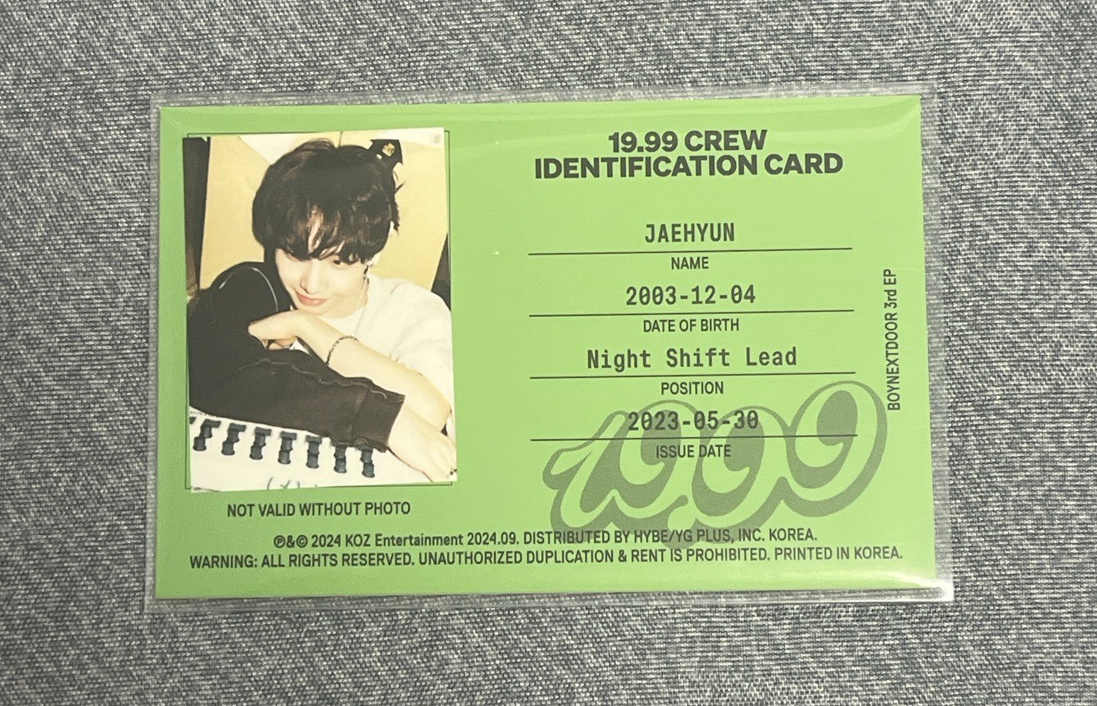 19.99 CREW
IDENTIFICATION CARD
JAEHYUN
NAME
2003-12-04
DATE OF BIRTH
Night Shift Lead
POSITION
2023-05-30
ISSUE DATE
19.99
BOYNEXTDOOR 3rd EP
NOT VALID WITHOUT PHOTO
℗&© 2024 KOZ Entertainment 2024.09. DISTRIBUTED BY HYBE/YG PLUS, INC. KOREA.
WARNING: ALL RIGHTS RESERVED. UNAUTHORIZED DUPLICATION & RENT IS PROHIBITED. PRINTED IN KOREA.